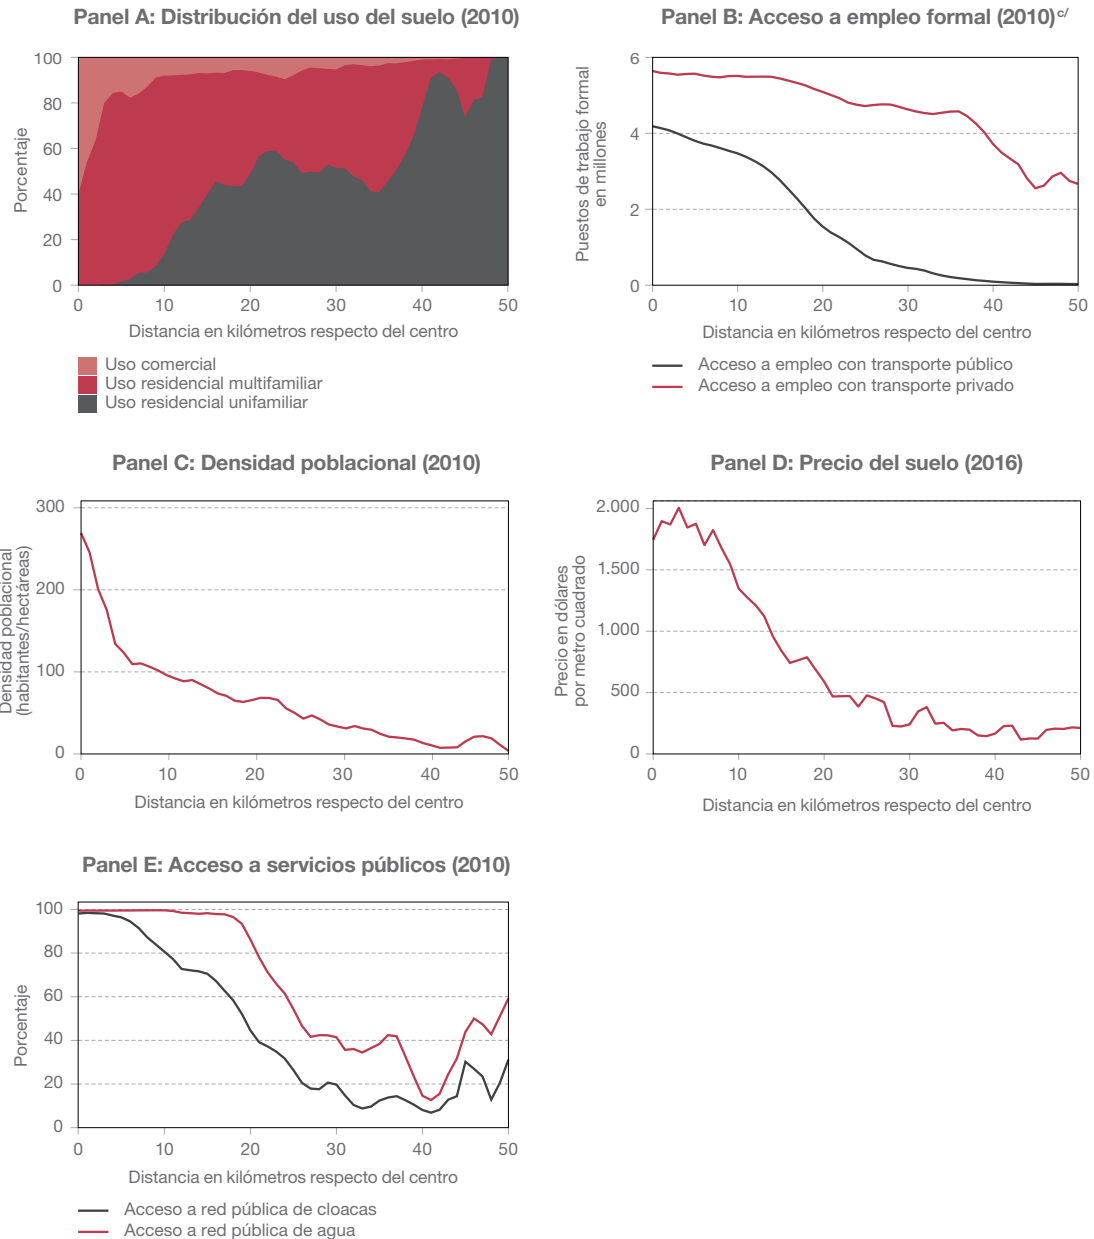 Panel A: Distribución del uso del suelo (2010)
100
80
60
40
20
0
Porcentaje
0 10 20 30 40 50
Distancia en kilómetros respecto del centro
Uso comercial
Uso residencial multifamiliar
Uso residencial unifamiliar
Panel B: Acceso a empleo formal (2010)c/
6
4
2
0
Puestos de trabajo formal
en millones
0 10 20 30 40 50
Distancia en kilómetros respecto del centro
Acceso a empleo con transporte público
Acceso a empleo con transporte privado
Panel C: Densidad poblacional (2010)
300
200
100
0
Densidad poblacional
(habitantes/hectáreas)
0 10 20 30 40 50
Distancia en kilómetros respecto del centro
Panel D: Precio del suelo (2016)
2.000
1.500
1.000
500
0
Precio en dólares
por metro cuadrado
0 10 20 30 40 50
Distancia en kilómetros respecto del centro
Panel E: Acceso a servicios públicos (2010)
100
80
60
40
20
0
Porcentaje
0 10 20 30 40 50
Distancia en kilómetros respecto del centro
Acceso a red pública de cloacas
Acceso a red pública de agua